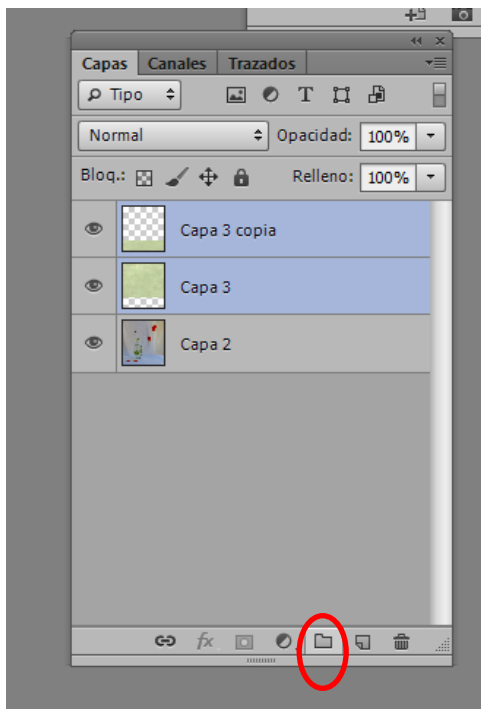 Capas Canales Trazados
Tipo T
Normal Opacidad: 100%
Bloq.: Relleno: 100%
Capa 3 copia
Capa 3
Capa 2
fx